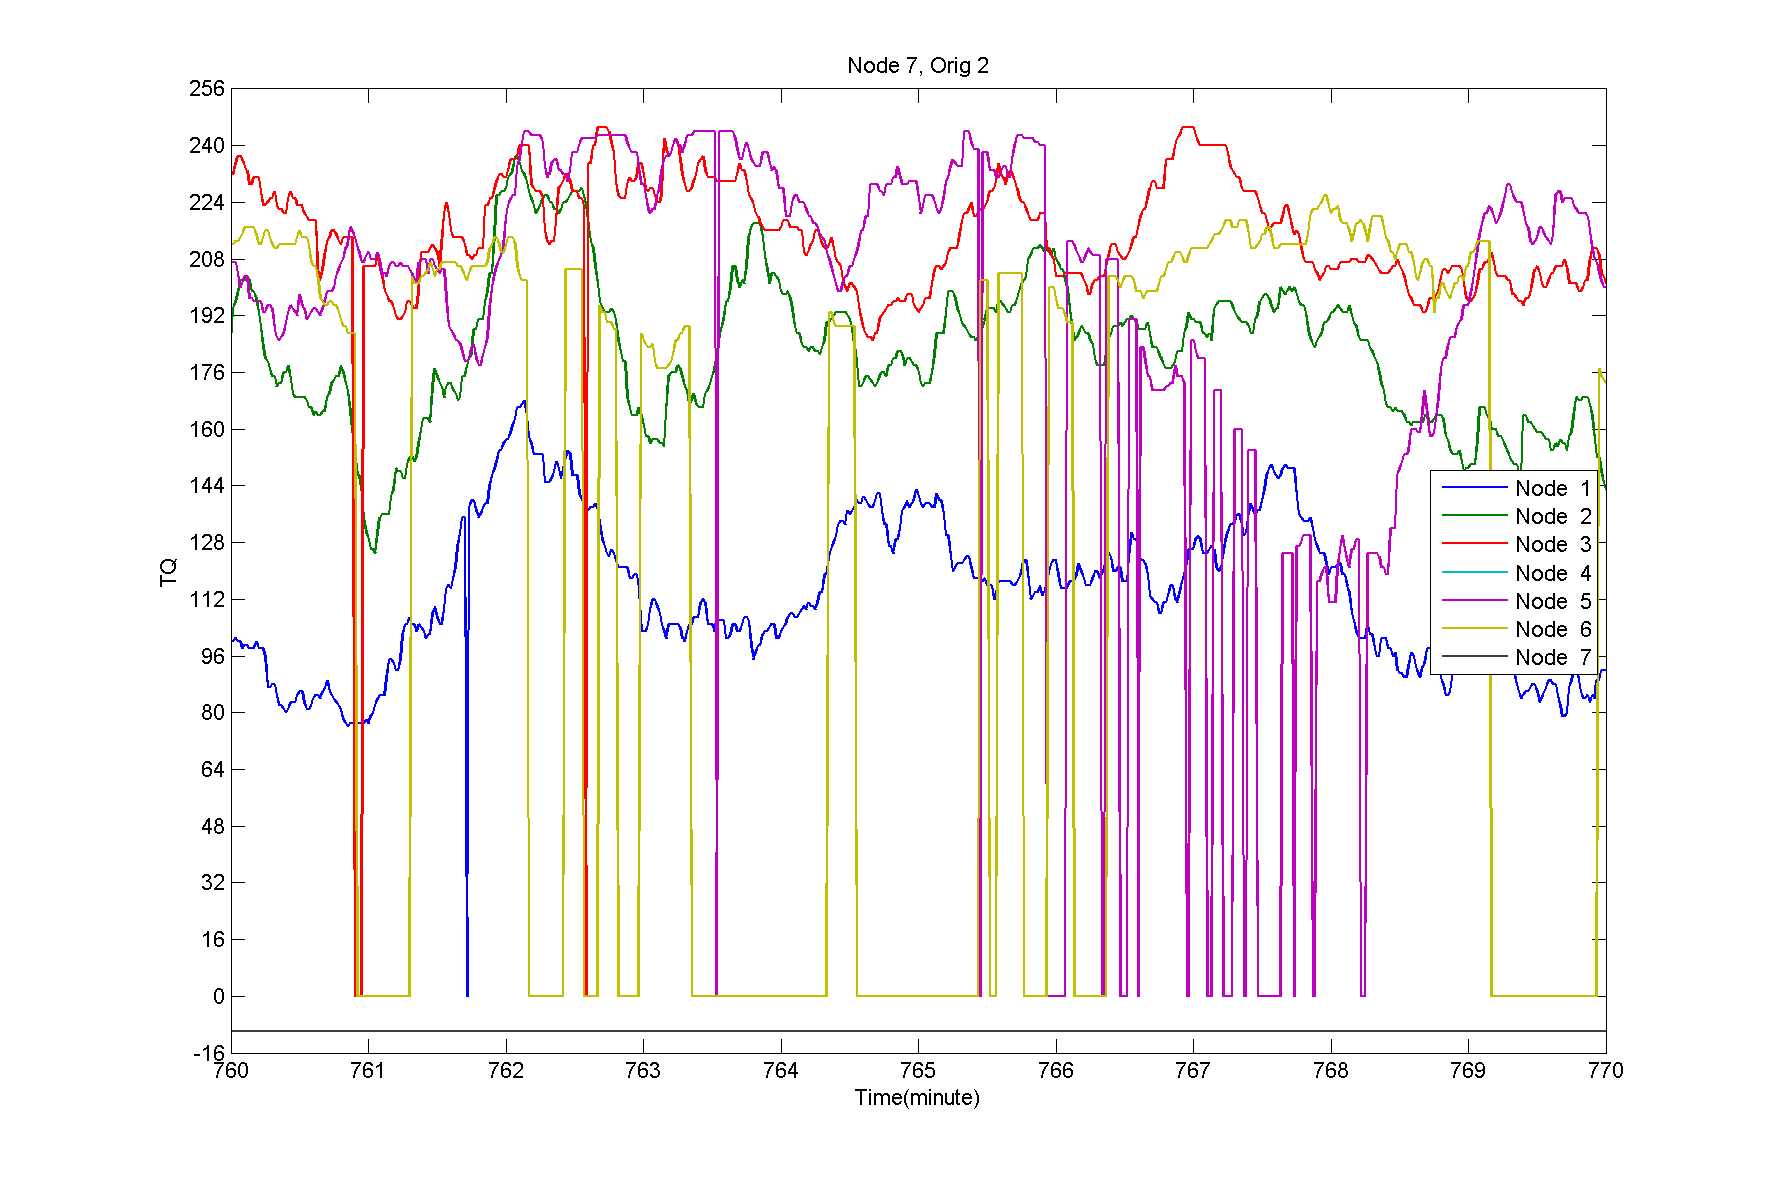 Node 7, Orig 2
256
240
224
208
192
176
160
144
128
112
96
80
64
48
32
16
0
-16
TQ
Node 1
Node 2
Node 3
Node 4
Node 5
Node 6
Node 7
760 761 762 763 764 765 766 767 768 769 770
Time(minute)